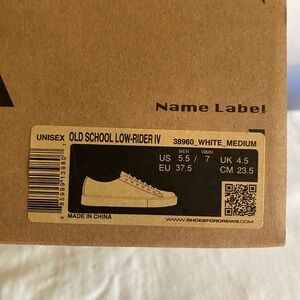 Name Label
UNISEX
OLD SCHOOL LOW-RIDER IV
38960_WHITE_MEDIUM
MEN WMN
US 5.5 / 7 UK 4.5
EU 37.5 CM 23.5
MADE IN CHINA
WWW.SHOESFORCREWS.COM